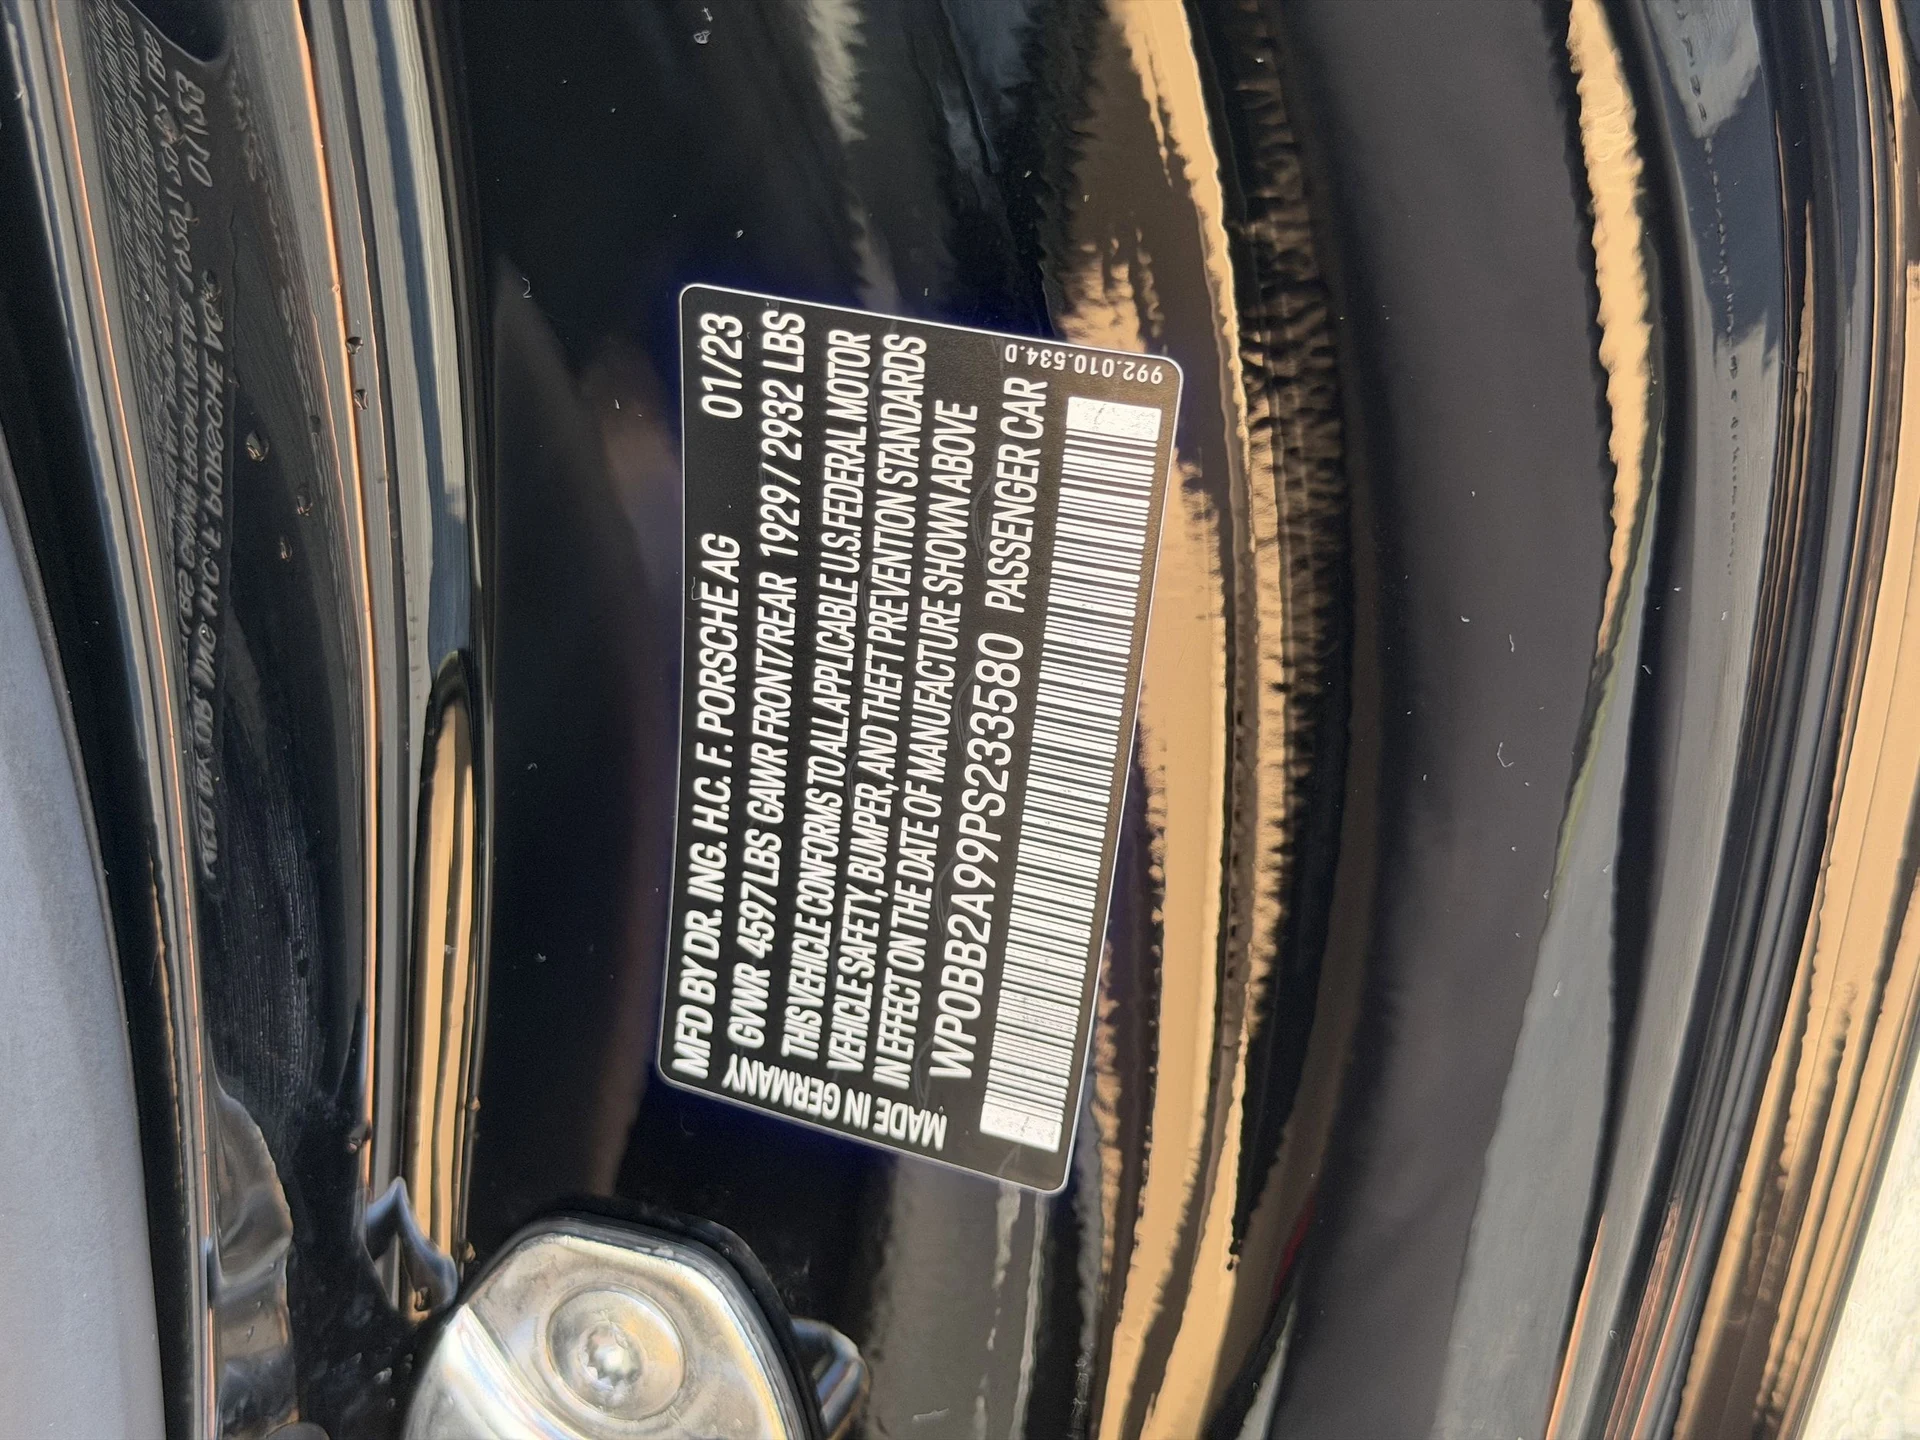 MFD BY DR. ING. H.C. F. PORSCHE AG 01/23
GVWR 4597LBS GAWR FRONT/REAR 1929 / 2932 LBS
THIS VEHICLE CONFORMS TO ALL APPLICABLE U.S. FEDERAL MOTOR
VEHICLE SAFETY, BUMPER, AND THEFT PREVENTION STANDARDS
IN EFFECT ON THE DATE OF MANUFACTURE SHOWN ABOVE
WP0BB2A99PS233580 PASSENGER CAR
MADE IN GERMANY
992.010.534.D